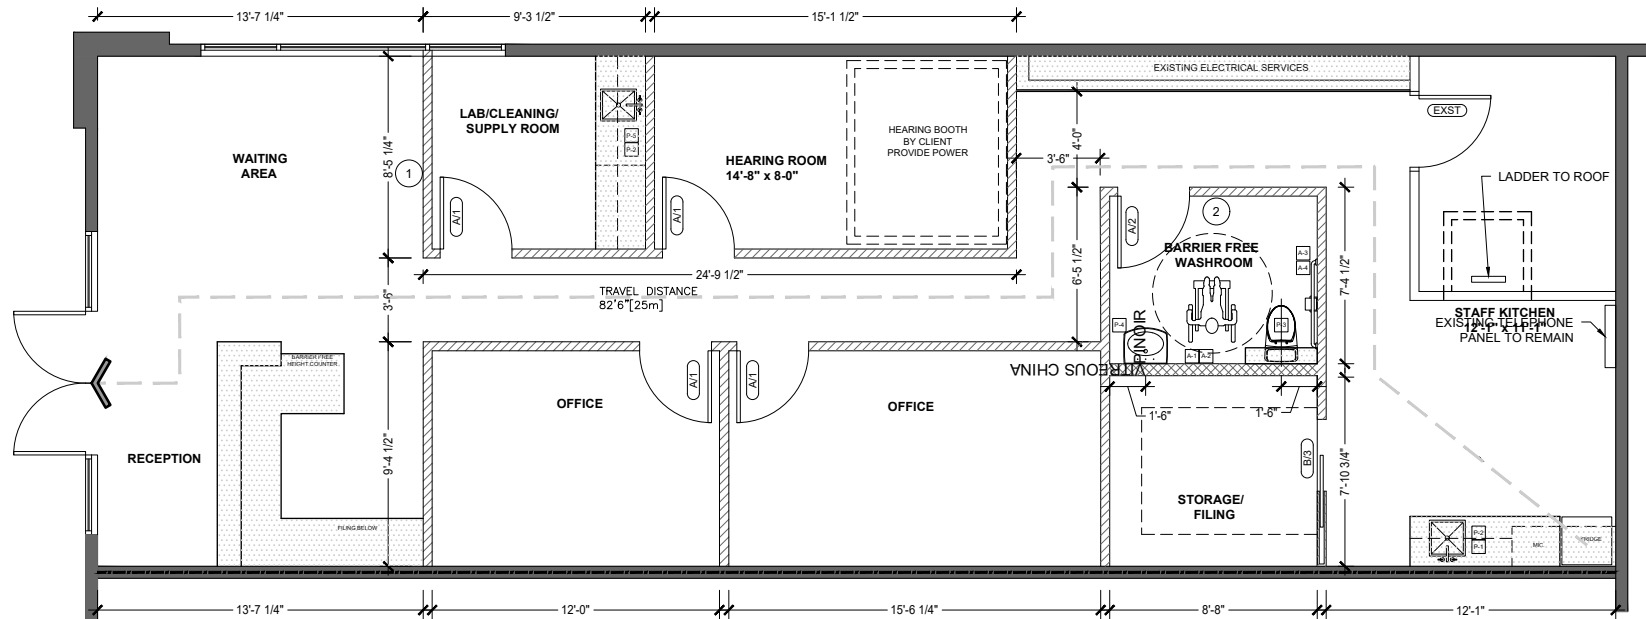 13'-7 1/4"
9'-3 1/2"
15'-1 1/2"
EXISTING ELECTRICAL SERVICES
EXST
LAB/CLEANING/
SUPPLY ROOM
P-5
P-2
HEARING BOOTH
BY CLIENT
PROVIDE POWER
WAITING
AREA
8'-5 1/4"
1
HEARING ROOM
14'-8" x 8-0"
3'-6"
4'-0"
LADDER TO ROOF
A/1
A/1
A/2
2
BARRIER FREE
WASHROOM
A-3
A-4
6'-5 1/2"
7'-4 1/2"
24'-9 1/2"
TRAVEL DISTANCE
82'6"[25m]
3'-6"
STAFF KITCHEN
12'-1" x 11'-1"
EXISTING TELEPHONE
PANEL TO REMAIN
P-4
P-3
A-1
A-2
VITREOUS CHINA
BARRIER FREE
HEIGHT COUNTER
A/1
A/1
OFFICE
OFFICE
1'-6"
1'-6"
RECEPTION
9'-4 1/2"
B/3
7'-10 3/4"
STORAGE/
FILING
FILING BELOW
P-2
P-1
MIC
FRIDGE
13'-7 1/4"
12'-0"
15'-6 1/4"
8'-8"
12'-1"